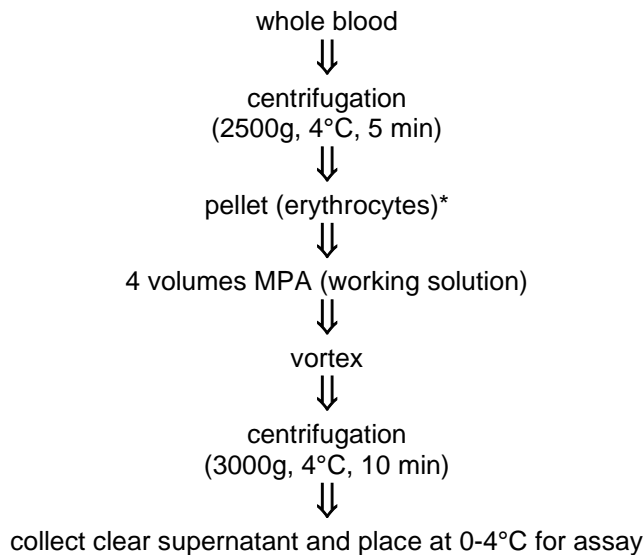 whole blood
centrifugation
(2500g, 4°C, 5 min)
pellet (erythrocytes)*
4 volumes MPA (working solution)
vortex
centrifugation
(3000g, 4°C, 10 min)
collect clear supernatant and place at 0-4°C for assay